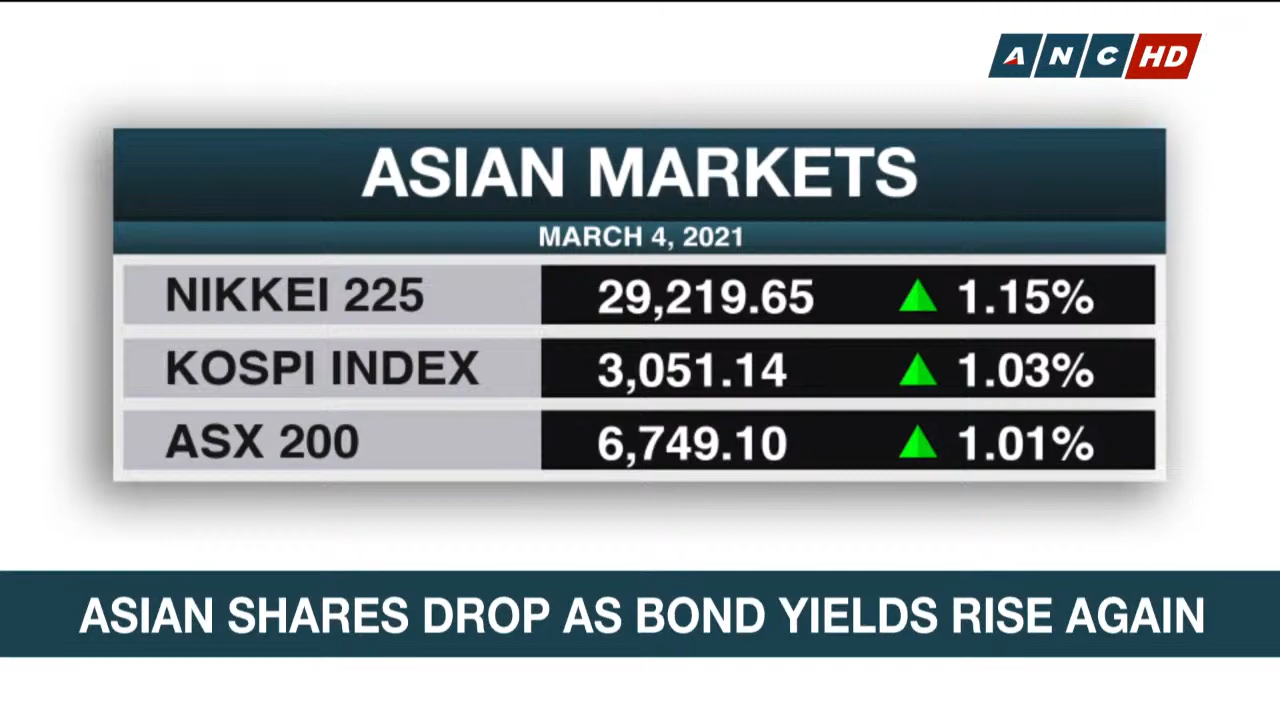 ANC HD
ASIAN MARKETS
MARCH 4, 2021
NIKKEI 225 29,219.65 ▲ 1.15%
KOSPI INDEX 3,051.14 ▲ 1.03%
ASX 200 6,749.10 ▲ 1.01%
ASIAN SHARES DROP AS BOND YIELDS RISE AGAIN